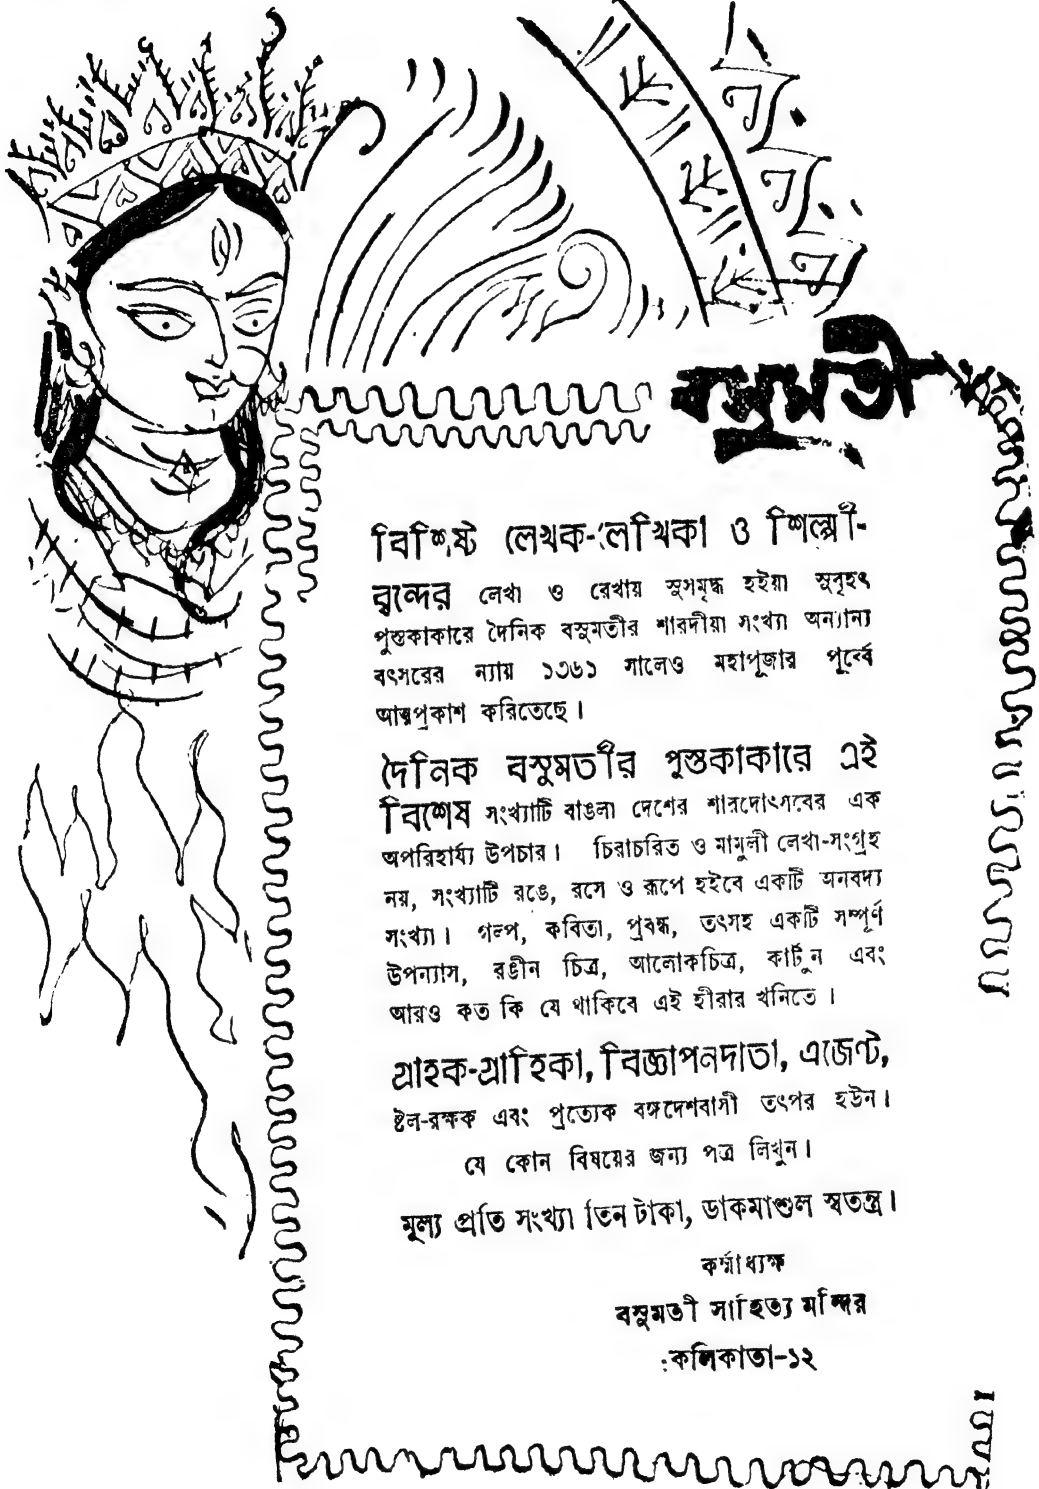 বসুমতী
বিশিষ্ট লেখক-লেখিকা ও শিল্পী-
বৃন্দের লেখা ও রেখায় সুসমৃদ্ধ হইয়া সুবৃহৎ
পুস্তকাকারে দৈনিক বসুমতীর শারদীয়া সংখ্যা অন্যান্য
বৎসরের ন্যায় ১৩৬১ সালেও মহাপূজার পূর্ব্বে
আত্মপ্রকাশ করিতেছে।
দৈনিক বসুমতীর পুস্তকাকারে এই
বিশেষ সংখ্যাটি বাঙলা দেশের শারদোৎসবের এক
অপরিহার্য্য উপচার। চিরাচরিত ও মামুলী লেখা-সংগ্রহ
নয়, সংখ্যাটি রঙে, রসে ও রূপে হইবে একটি অনবদ্য
সংখ্যা। গল্প, কবিতা, প্রবন্ধ, তৎসহ একটি সম্পূর্ণ
উপন্যাস, রঙীন চিত্র, আলোকচিত্র, কার্টুন এবং
আরও কত কি যে থাকিবে এই হীরার খনিতে।
গ্রাহক-গ্রাহিকা, বিজ্ঞাপনদাতা, এজেণ্ট,
ষ্টল-রক্ষক এবং প্রত্যেক বঙ্গদেশবাসী তৎপর হউন।
যে কোন বিষয়ের জন্য পত্র লিখুন।
মূল্য প্রতি সংখ্যা তিন টাকা, ডাকমাশুল স্বতন্ত্র।
কর্ম্মাধ্যক্ষ
বসুমতী সাহিত্য মন্দির
কলিকাতা-১২